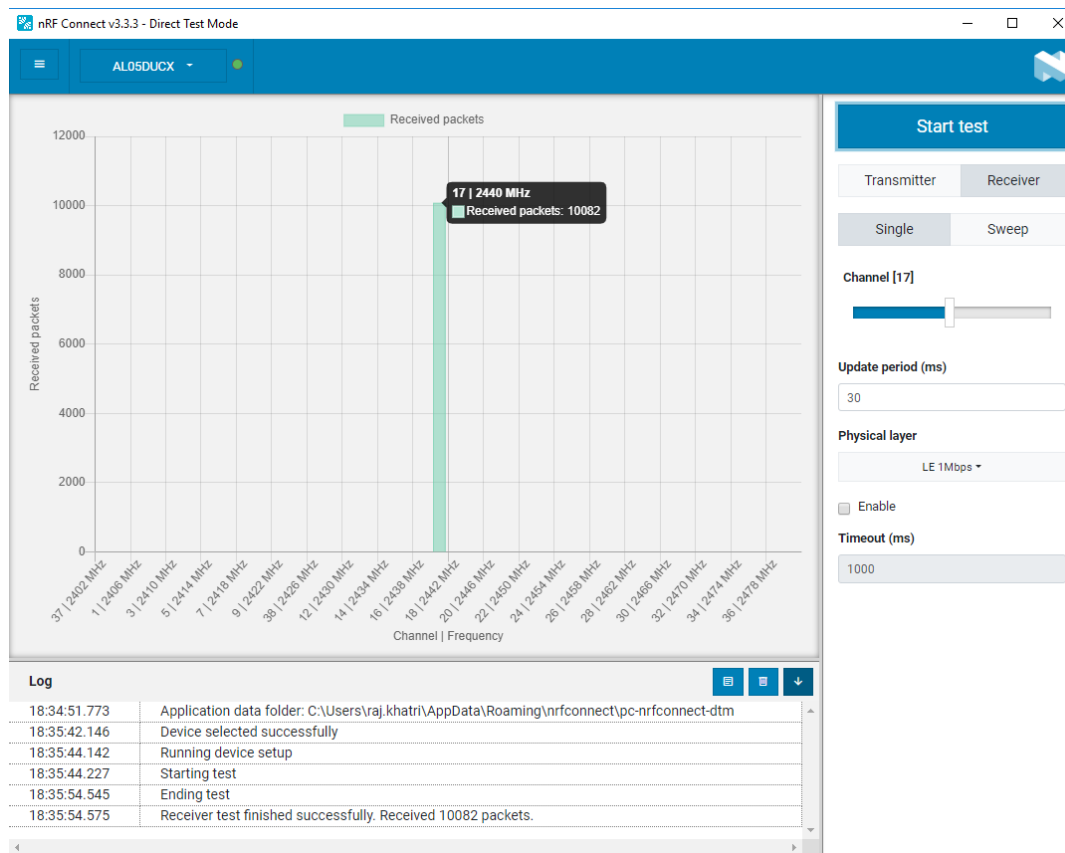 nRF Connect v3.3.3 - Direct Test Mode
AL05DUCX
Received packets
12000
10000
8000
6000
4000
2000
0
Received packets
17 | 2440 MHz
Received packets: 10082
37 | 2402 MHz
1 | 2406 MHz
3 | 2410 MHz
5 | 2414 MHz
7 | 2418 MHz
9 | 2422 MHz
38 | 2426 MHz
12 | 2430 MHz
14 | 2434 MHz
16 | 2438 MHz
18 | 2442 MHz
20 | 2446 MHz
22 | 2450 MHz
24 | 2454 MHz
26 | 2458 MHz
28 | 2462 MHz
30 | 2466 MHz
32 | 2470 MHz
34 | 2474 MHz
36 | 2478 MHz
Channel | Frequency
Start test
Transmitter Receiver
Single Sweep
Channel [17]
Update period (ms)
30
Physical layer
LE 1Mbps
Enable
Timeout (ms)
1000
Log
18:34:51.773 Application data folder: C:\Users\raj.khatri\AppData\Roaming\nrfconnect\pc-nrfconnect-dtm
18:35:42.146 Device selected successfully
18:35:44.142 Running device setup
18:35:44.227 Starting test
18:35:54.545 Ending test
18:35:54.575 Receiver test finished successfully. Received 10082 packets.